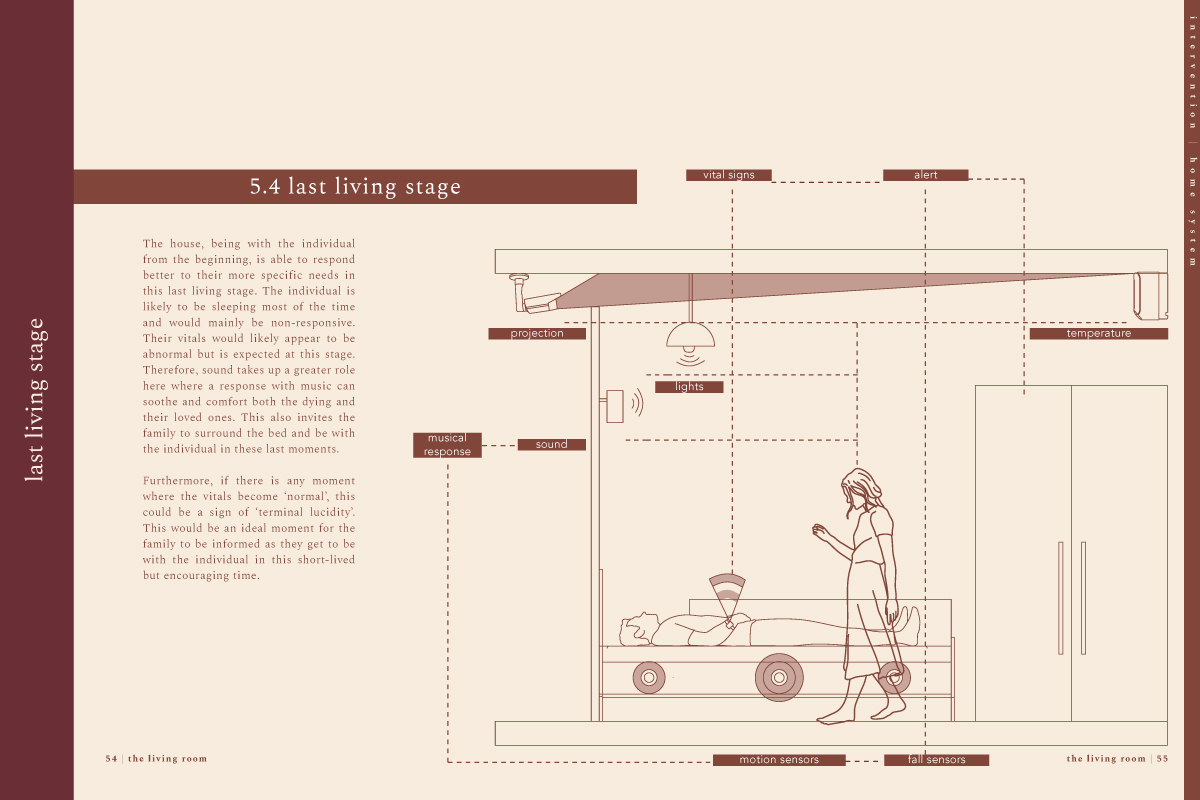 last living stage
5.4 last living stage
The house, being with the individual
from the beginning, is able to respond
better to their more specific needs in
this last living stage. The individual is
likely to be sleeping most of the time
and would mainly be non-responsive.
Their vitals would likely appear to be
abnormal but is expected at this stage.
Therefore, sound takes up a greater role
here where a response with music can
soothe and comfort both the dying and
their loved ones. This also invites the
family to surround the bed and be with
the individual in these last moments.
Furthermore, if there is any moment
where the vitals become ‘normal’, this
could be a sign of ‘terminal lucidity’.
This would be an ideal moment for the
family to be informed as they get to be
with the individual in this short-lived
but encouraging time.
vital signs
alert
projection
temperature
lights
musical
response
sound
motion sensors
fall sensors
54 | the living room
the living room | 55
intervention | home system